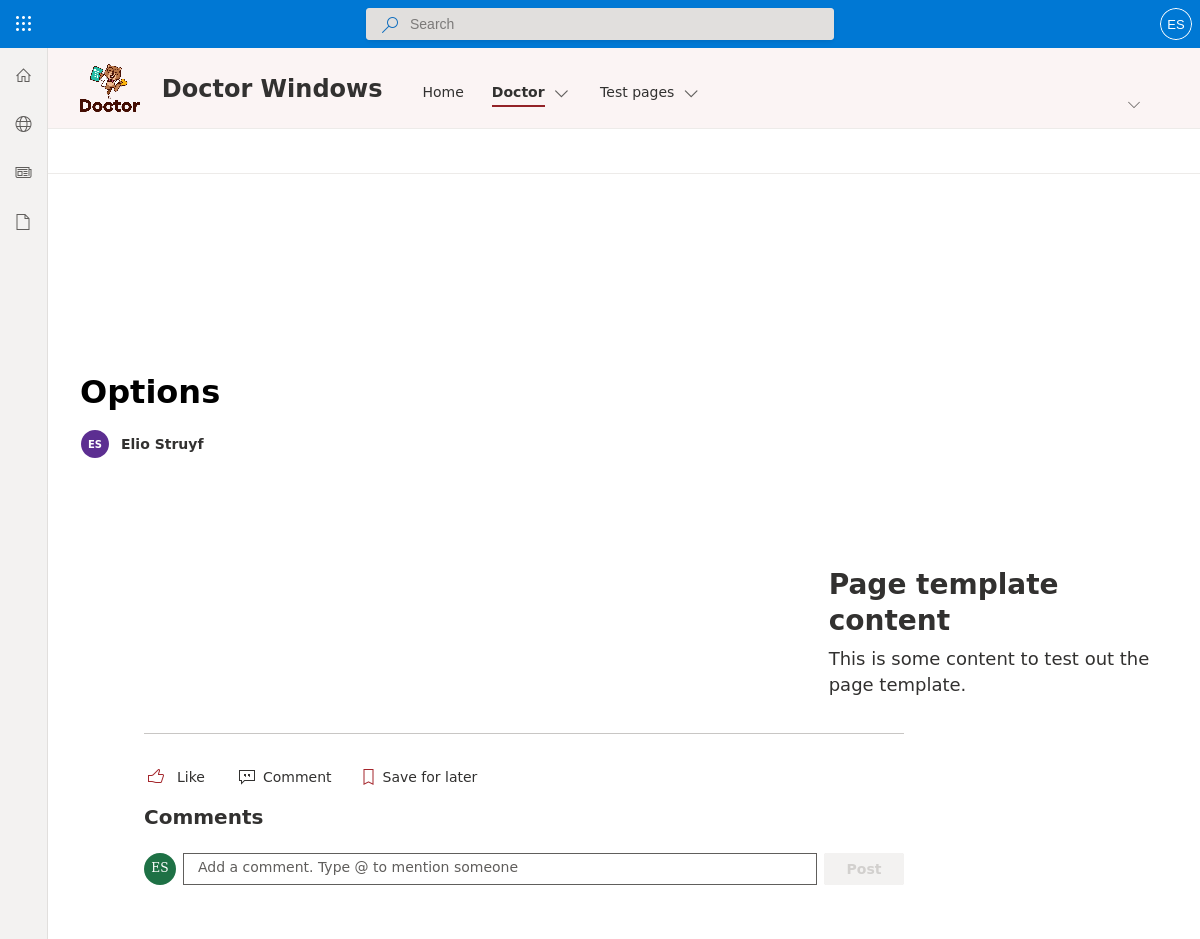 Search
ES
Doctor
Doctor Windows
Home
Doctor
Test pages
Options
ES
Elio Struyf
Page template
content
This is some content to test out the
page template.
Like
Comment
Save for later
Comments
ES
Add a comment. Type @ to mention someone
Post